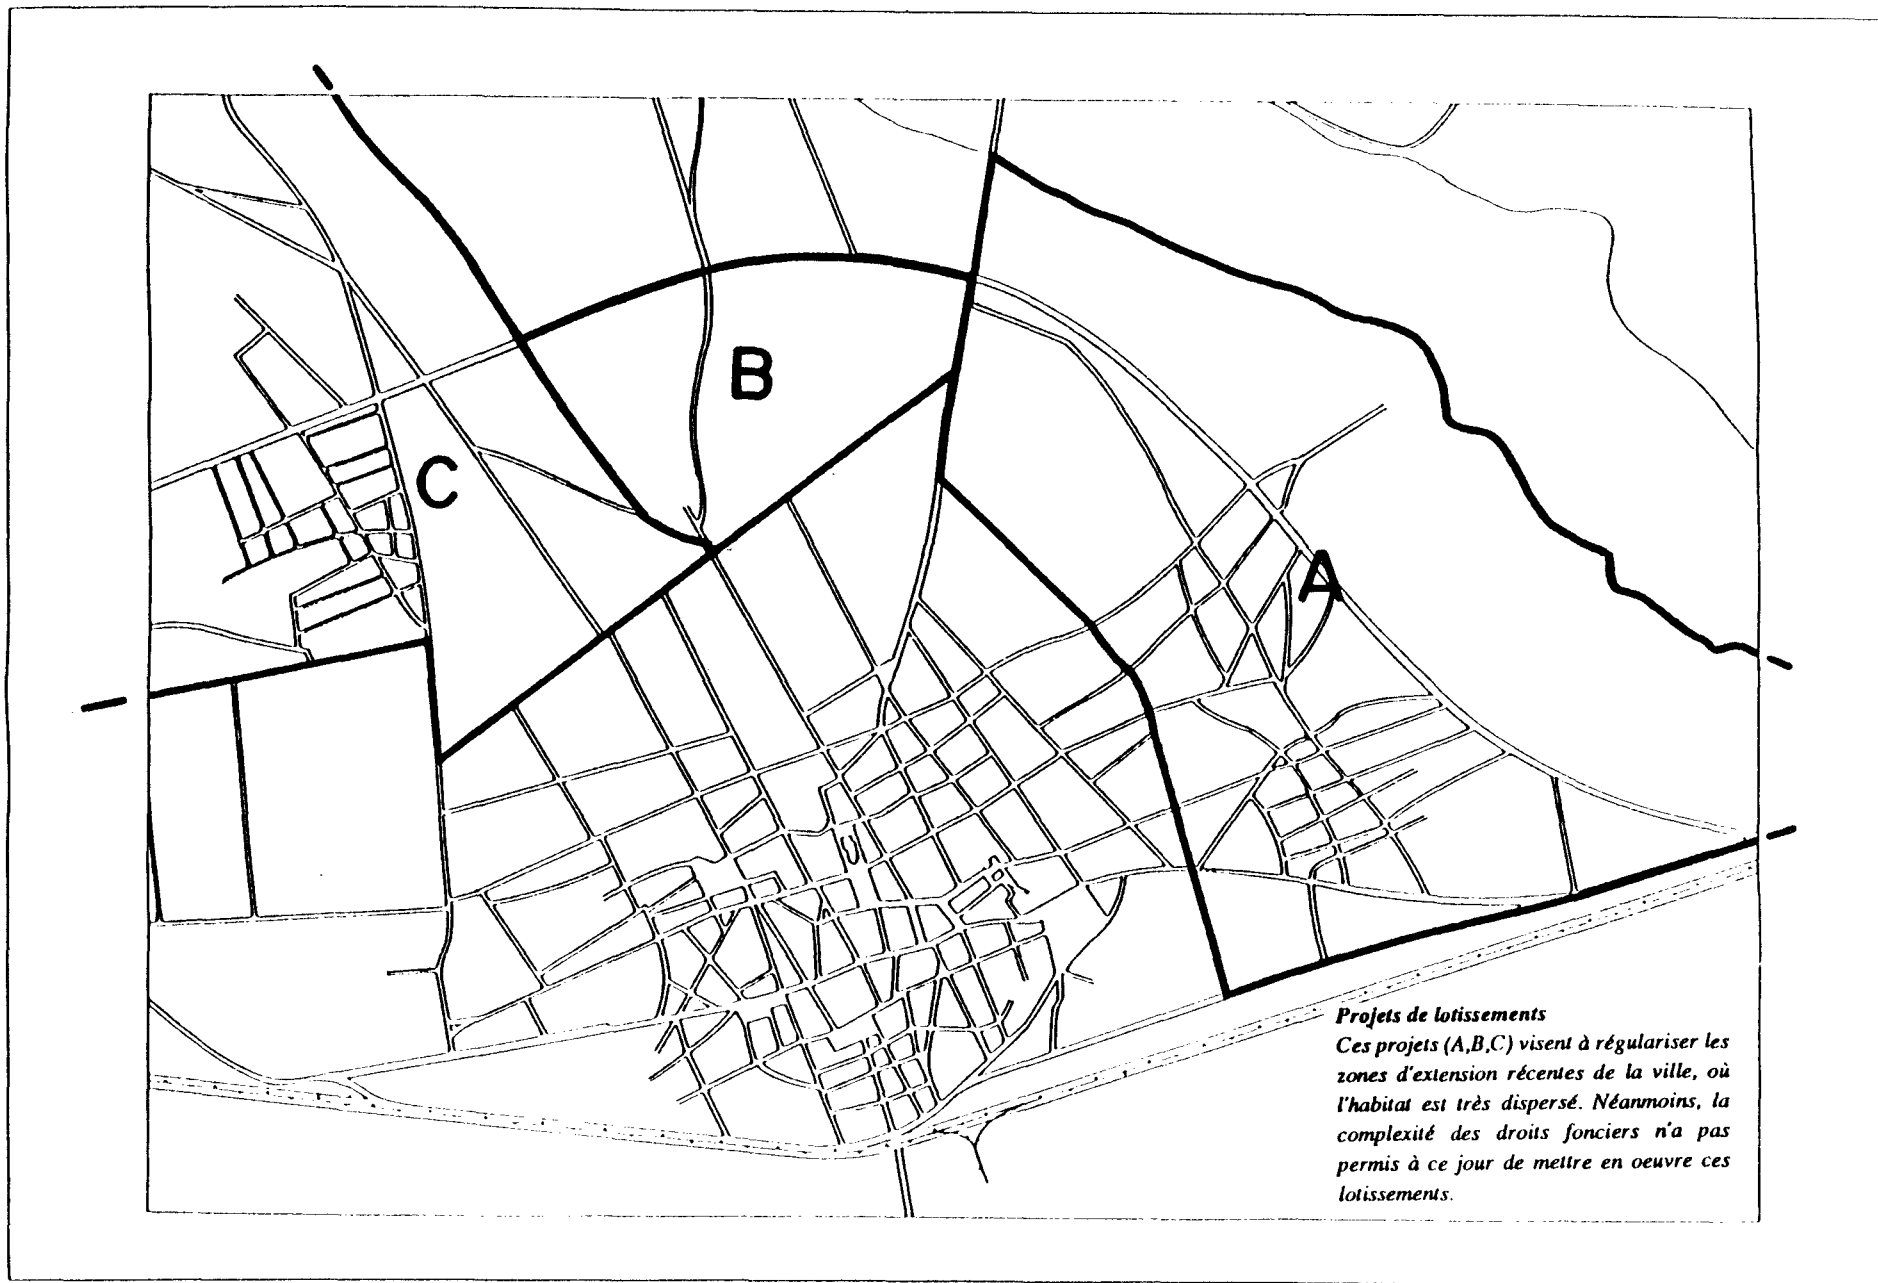 B
C
A
Projets de lotissements
Ces projets (A,B,C) visent à régulariser les
zones d'extension récentes de la ville, où
l'habitat est très dispersé. Néanmoins, la
complexité des droits fonciers n'a pas
permis à ce jour de mettre en oeuvre ces
lotissements.